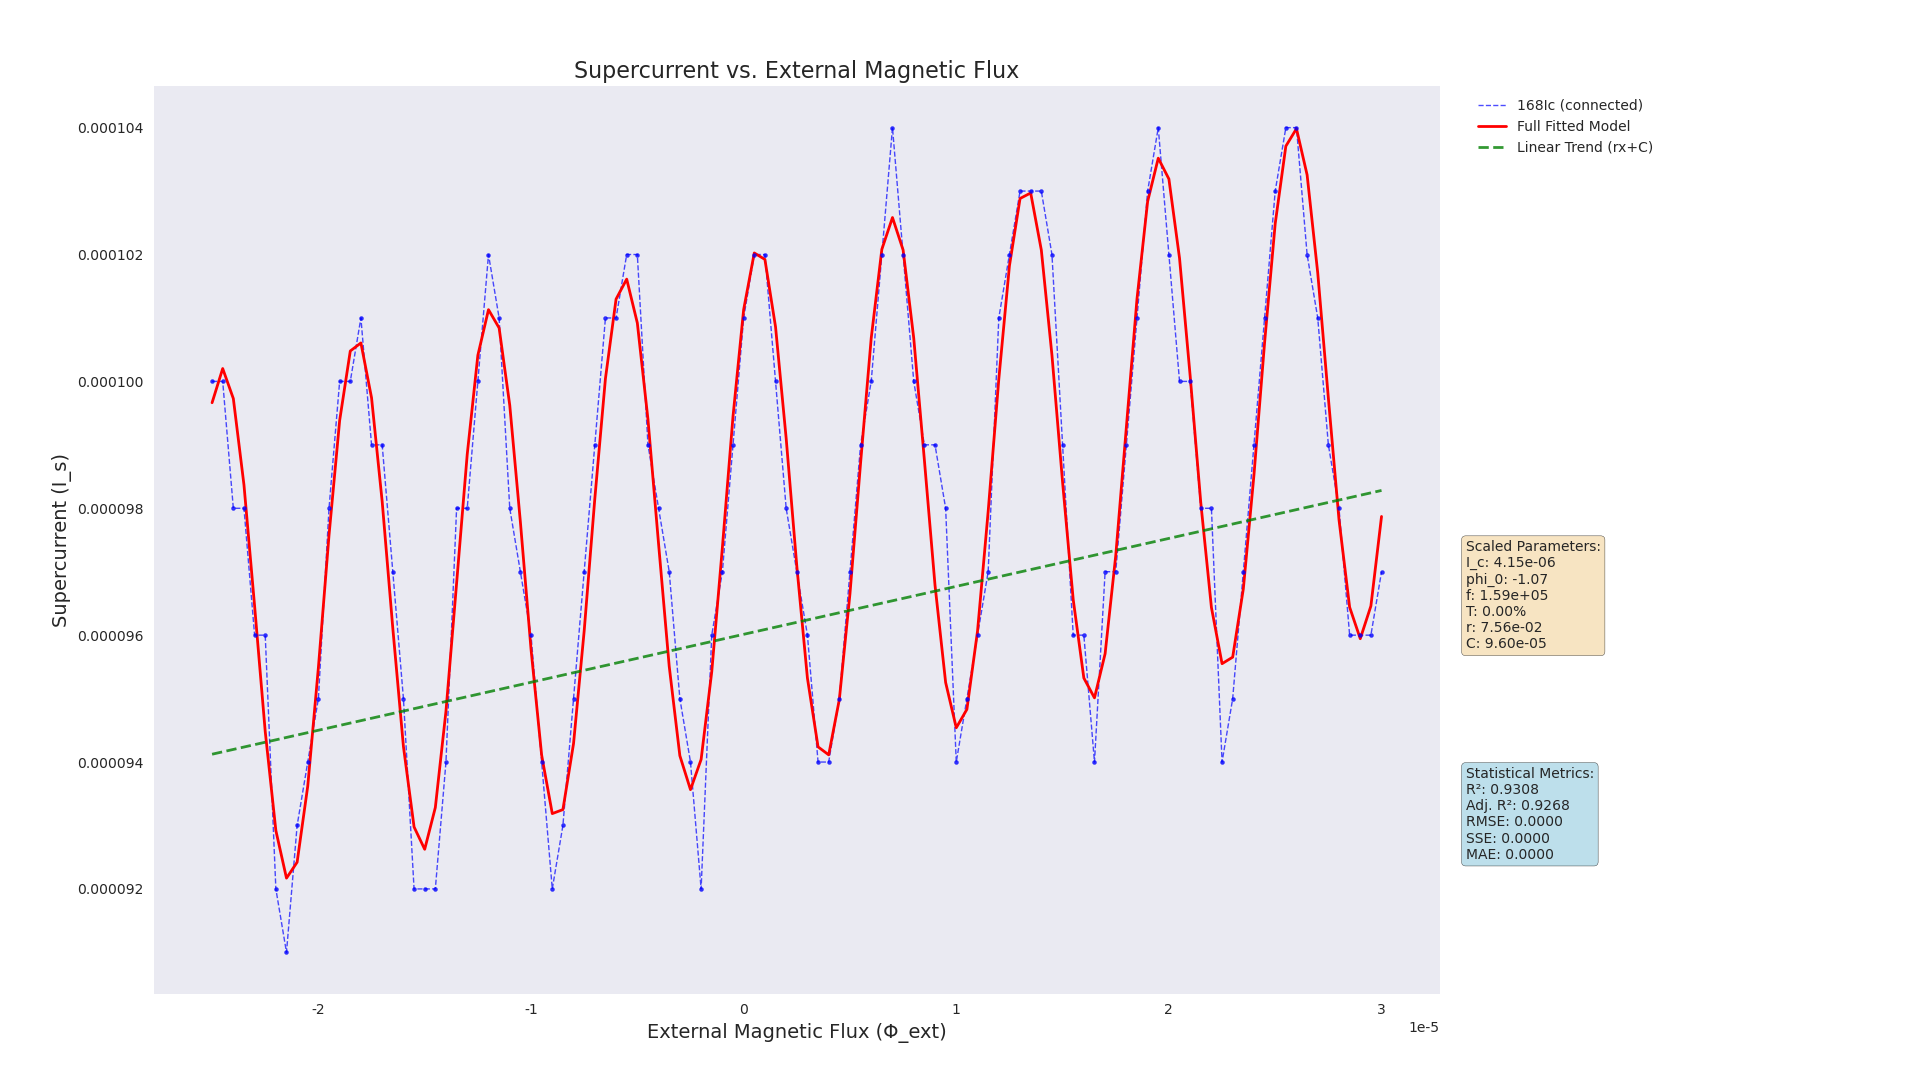 Supercurrent vs. External Magnetic Flux
Supercurrent (I_s)
0.000104
0.000102
0.000100
0.000098
0.000096
0.000094
0.000092
-2
-1
0
1
2
3
1e-5
External Magnetic Flux (Φ_ext)
168Ic (connected)
Full Fitted Model
Linear Trend (rx+C)
Scaled Parameters:
I_c: 4.15e-06
phi_0: -1.07
f: 1.59e+05
T: 0.00%
r: 7.56e-02
C: 9.60e-05
Statistical Metrics:
R²: 0.9308
Adj. R²: 0.9268
RMSE: 0.0000
SSE: 0.0000
MAE: 0.0000